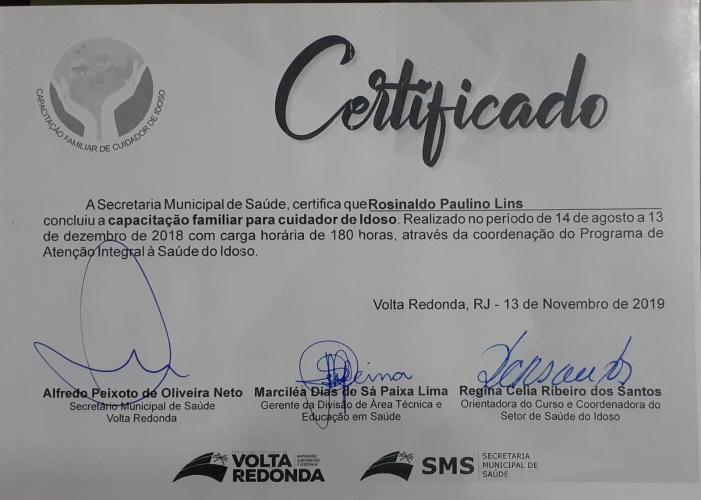 CAPACITAÇÃO FAMILIAR DE CUIDADOR DE IDOSO
Certificado
A Secretaria Municipal de Saúde, certifica que Rosinaldo Paulino Lins
concluiu a capacitação familiar para cuidador de Idoso. Realizado no período de 14 de agosto a 13
de dezembro de 2018 com carga horária de 180 horas, através da coordenação do Programa de
Atenção Integral à Saúde do Idoso.
Volta Redonda, RJ - 13 de Novembro de 2019
Alfredo Peixoto de Oliveira Neto
Secretário Municipal de Saúde
Volta Redonda
Marciléa Dias de Sá Paixa Lima
Gerente da Divisão de Área Técnica e
Educação em Saúde
Regina Celia Ribeiro dos Santos
Orientadora do Curso e Coordenadora do
Setor de Saúde do Idoso
VOLTA
REDONDA
SMS
SECRETARIA
MUNICIPAL DE
SAÚDE